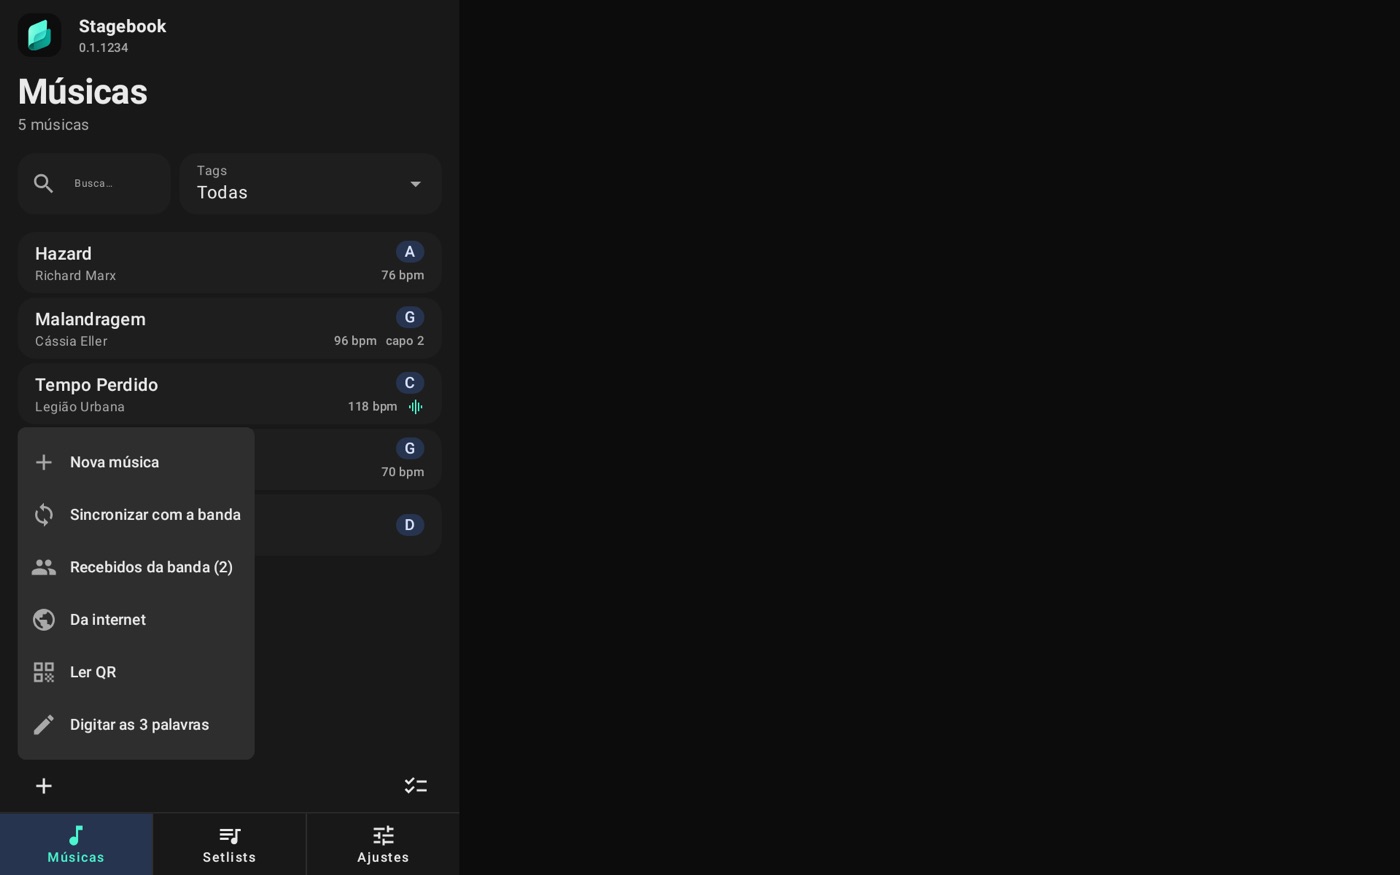 Stagebook
0.1.1234
Músicas
5 músicas
Busca…
Tags
Todas
Hazard
A
Richard Marx
76 bpm
Malandragem
G
Cássia Eller
96 bpm capo 2
Tempo Perdido
C
Legião Urbana
118 bpm
G
70 bpm
D
Nova música
Sincronizar com a banda
Recebidos da banda (2)
Da internet
Ler QR
Digitar as 3 palavras
Músicas
Setlists
Ajustes